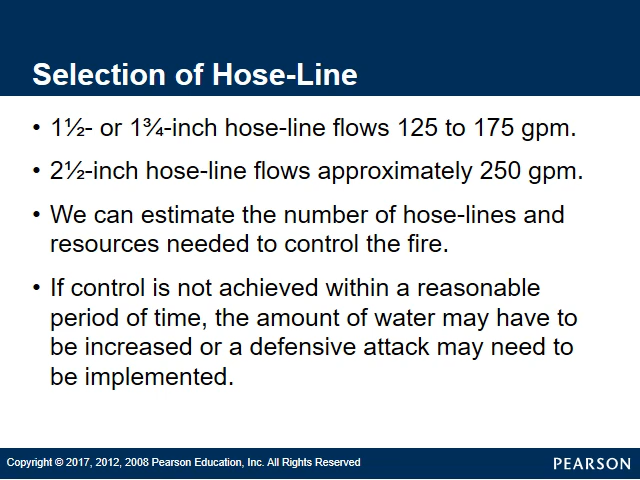 Selection of Hose-Line
• 1½- or 1¾-inch hose-line flows 125 to 175 gpm.
• 2½-inch hose-line flows approximately 250 gpm.
• We can estimate the number of hose-lines and
resources needed to control the fire.
• If control is not achieved within a reasonable
period of time, the amount of water may have to
be increased or a defensive attack may need to
be implemented.
Copyright © 2017, 2012, 2008 Pearson Education, Inc. All Rights Reserved
PEARSON